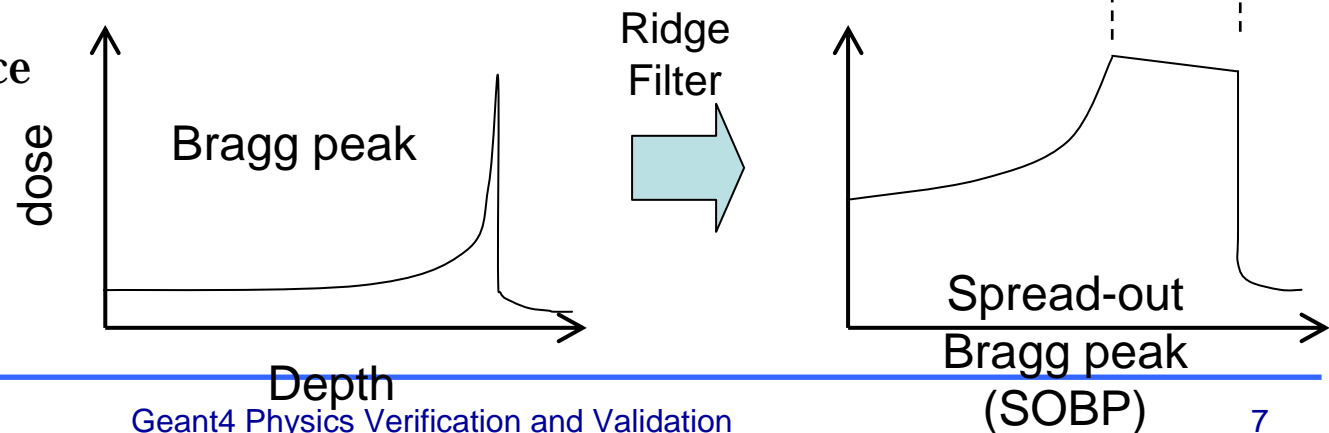 dose
Bragg peak
Depth
Ridge
Filter
Spread-out
Bragg peak
(SOBP)
Geant4 Physics Verification and Validation
7